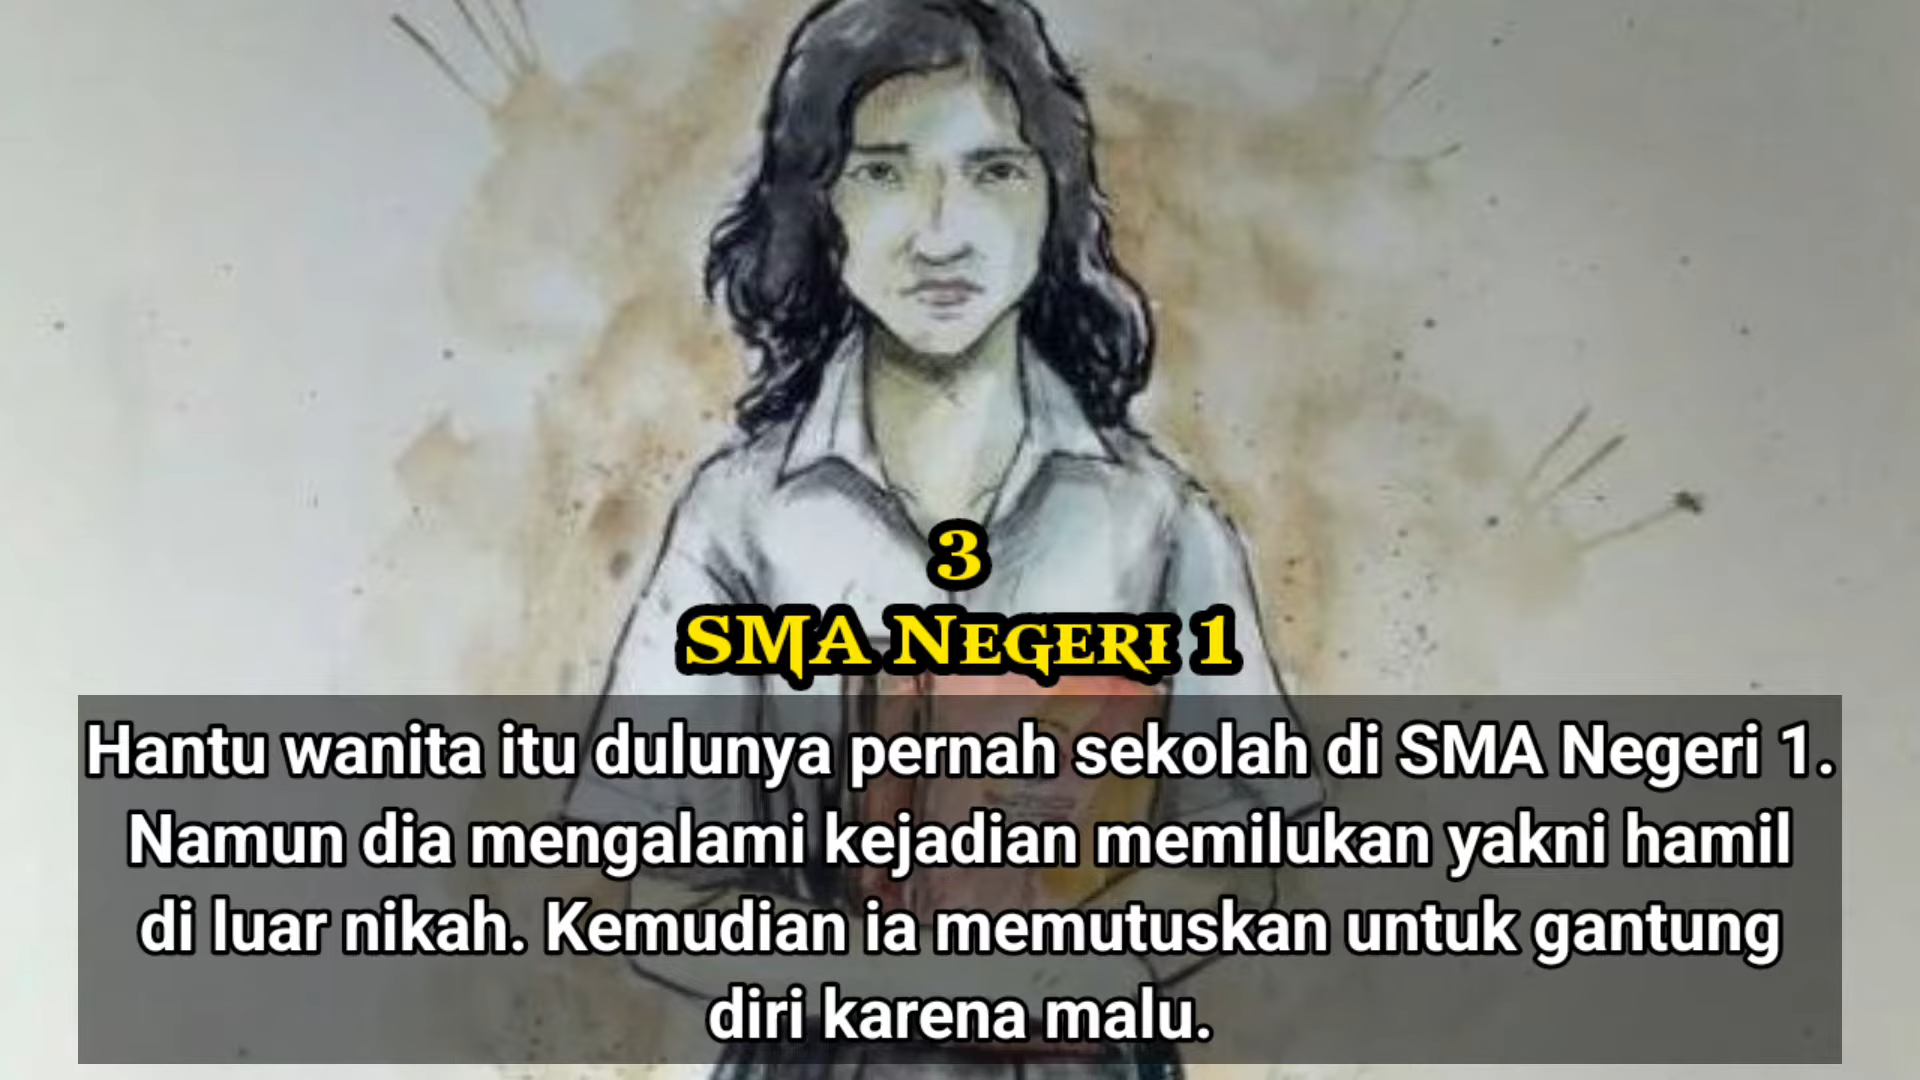 3
SMA NEGERI 1
Hantu wanita itu dulunya pernah sekolah di SMA Negeri 1.
Namun dia mengalami kejadian memilukan yakni hamil
di luar nikah. Kemudian ia memutuskan untuk gantung
diri karena malu.